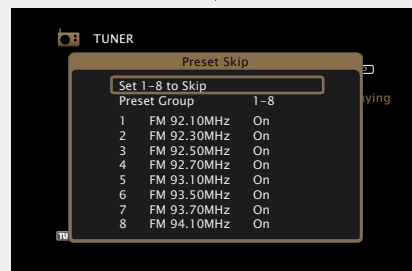 TUNER
Preset Skip
Set 1-8 to Skip
Preset Group 1-8
ying
1 FM 92.10MHz On
2 FM 92.30MHz On
3 FM 92.50MHz On
4 FM 92.70MHz On
5 FM 93.10MHz On
6 FM 93.50MHz On
7 FM 93.70MHz On
8 FM 94.10MHz On
TU